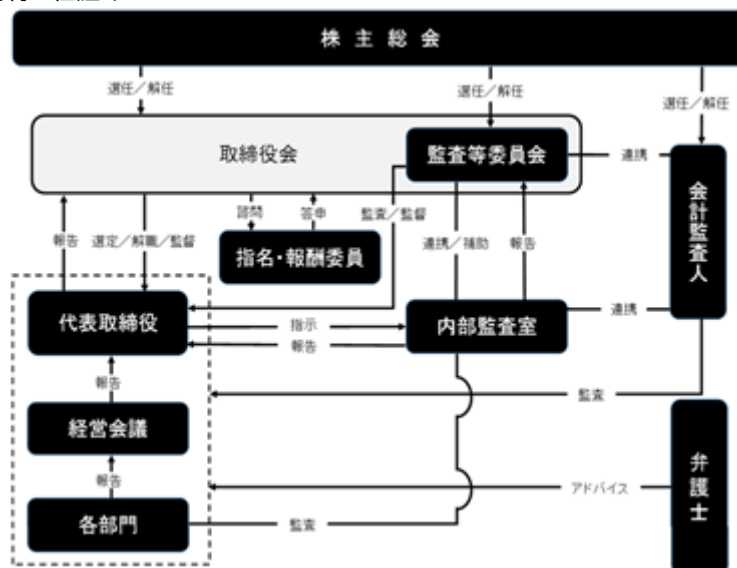 株主総会
選任／解任
選任／解任
選任／解任
取締役会
監査等委員会
連携
会計監査人
報告
選定／解職／監督
諮問
答申
監査／監督
連携／補助
報告
指名・報酬委員
代表取締役
指示
報告
内部監査室
連携
報告
経営会議
監査
報告
アドバイス
弁護士
各部門
監査